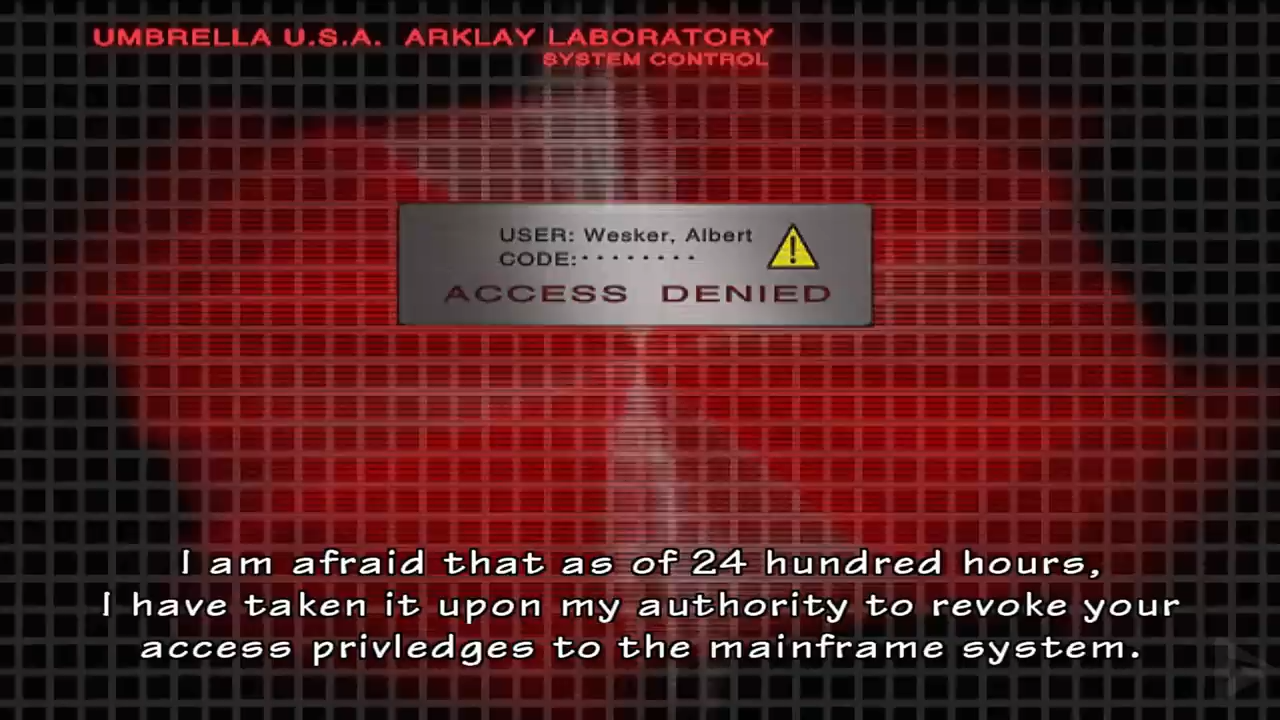 UMBRELLA U.S.A. ARKLAY LABORATORY
SYSTEM CONTROL
USER: Wesker, Albert
CODE:········
ACCESS DENIED
I am afraid that as of 24 hundred hours,
I have taken it upon my authority to revoke your
access privledges to the mainframe system.